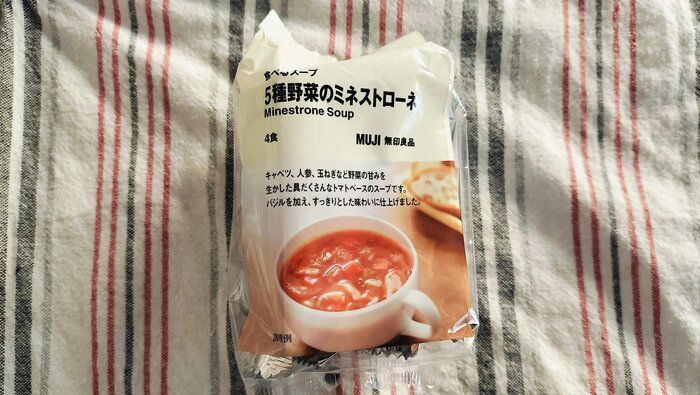 食べるスープ
5種野菜のミネストローネ
Minestrone Soup
4食
MUJI 無印良品
キャベツ、人参、玉ねぎなど野菜の甘みを
生かした具だくさんなトマトベースのスープです。
バジルを加え、すっきりとした味わいに仕上げました。
調理例